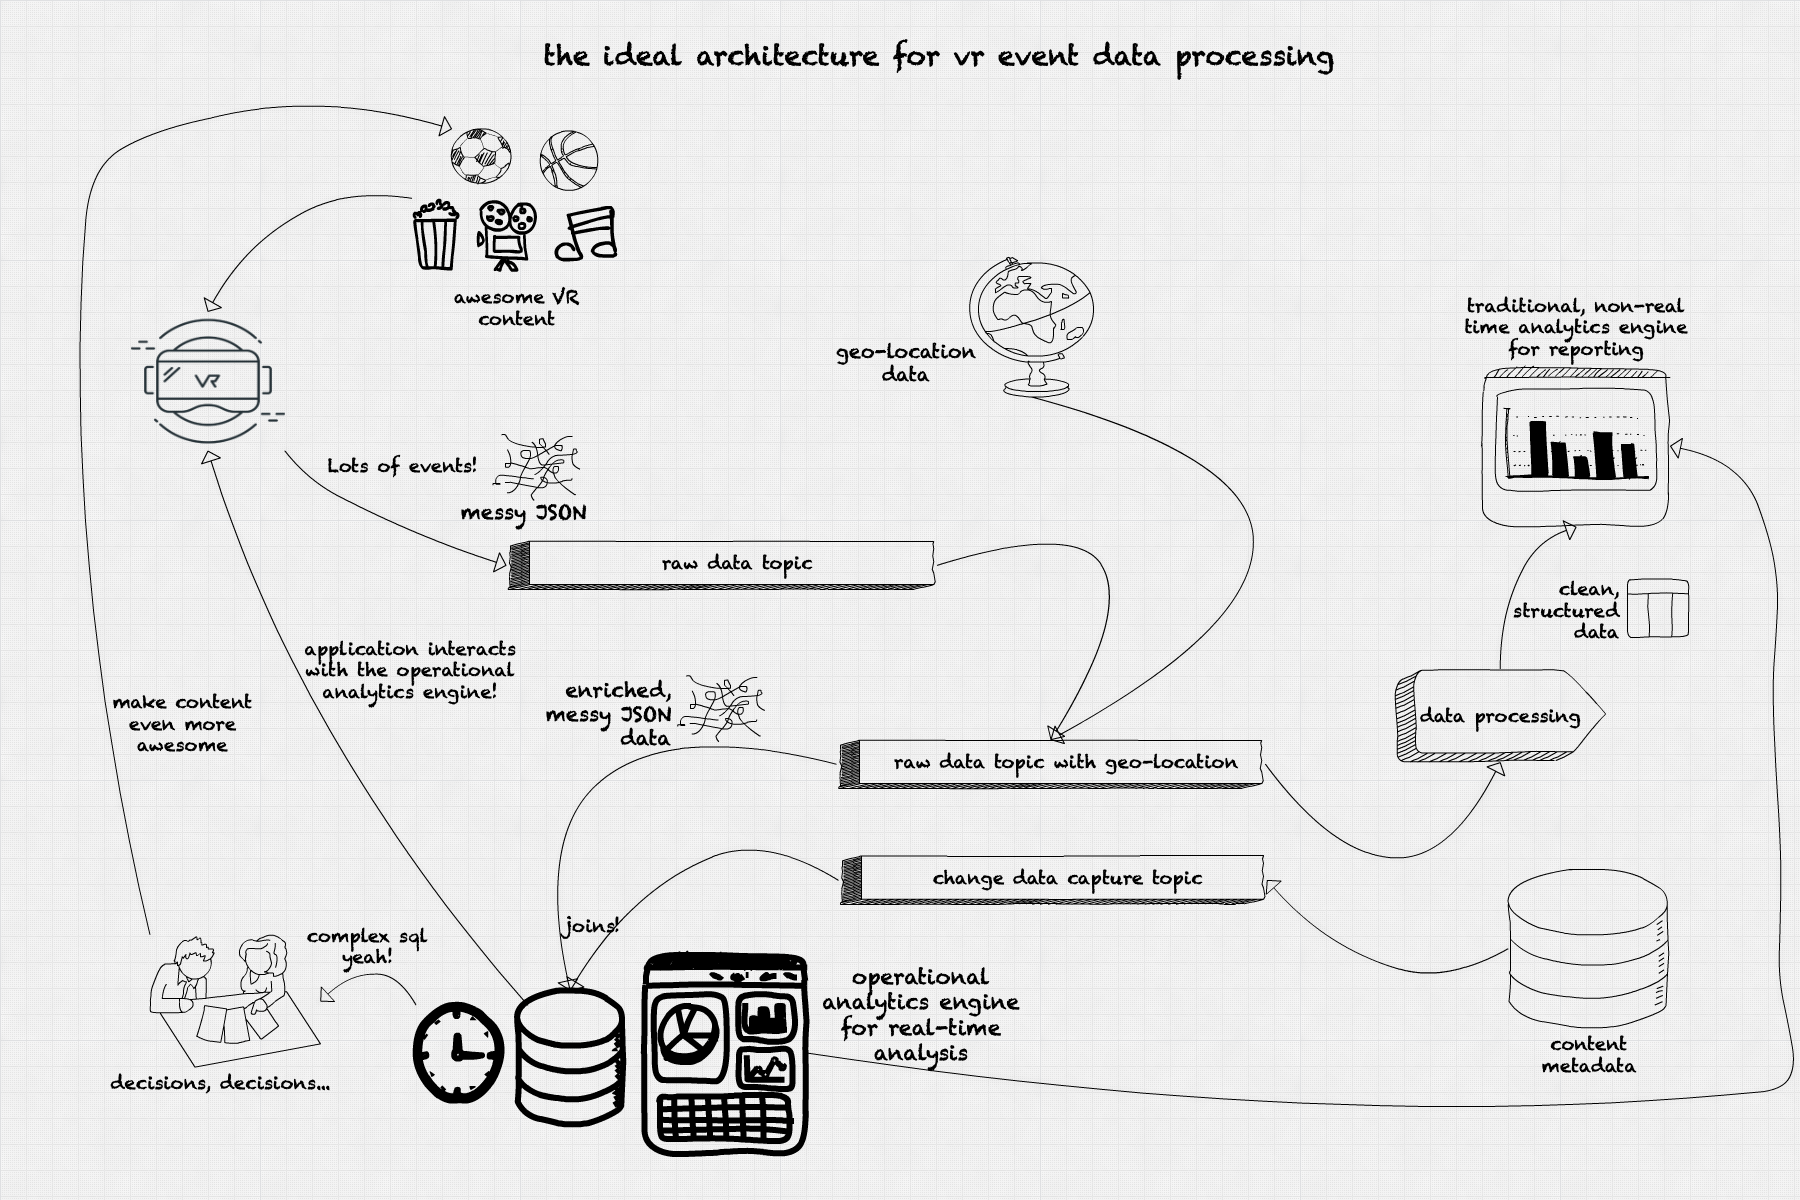 the ideal architecture for vr event data processing
awesome VR
content
VR
geo-location
data
traditional, non-real
time analytics engine
for reporting
Lots of events!
messy JSON
raw data topic
clean,
structured
data
application interacts
with the operational
analytics engine!
enriched,
messy JSON
data
make content
even more
awesome
data processing
raw data topic with geo-location
change data capture topic
joins!
complex sql
yeah!
operational
analytics engine
for real-time
analysis
content
metadata
decisions, decisions...